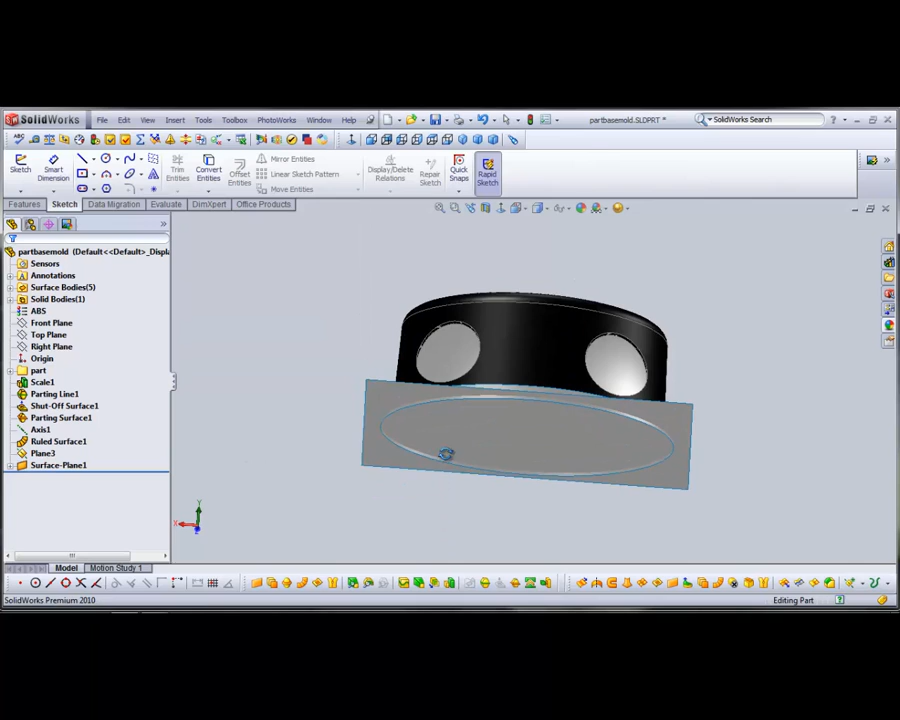 SolidWorks File Edit View Insert Tools Toolbox PhotoWorks Window Help partbasemold.SLDPRT * SolidWorks Search
Sketch Smart Dimension Trim Entities Convert Entities Offset Entities Mirror Entities Linear Sketch Pattern Move Entities Display/Delete Relations Repair Sketch Quick Snaps Rapid Sketch
Features Sketch Data Migration Evaluate DimXpert Office Products
partbasemold (Default<<Default>_Displa
Sensors
Annotations
Surface Bodies(5)
Solid Bodies(1)
ABS
Front Plane
Top Plane
Right Plane
Origin
part
Scale1
Parting Line1
Shut-Off Surface1
Parting Surface1
Axis1
Ruled Surface1
Plane3
Surface-Plane1
Y
X
Z
Model Motion Study 1
SolidWorks Premium 2010 Editing Part